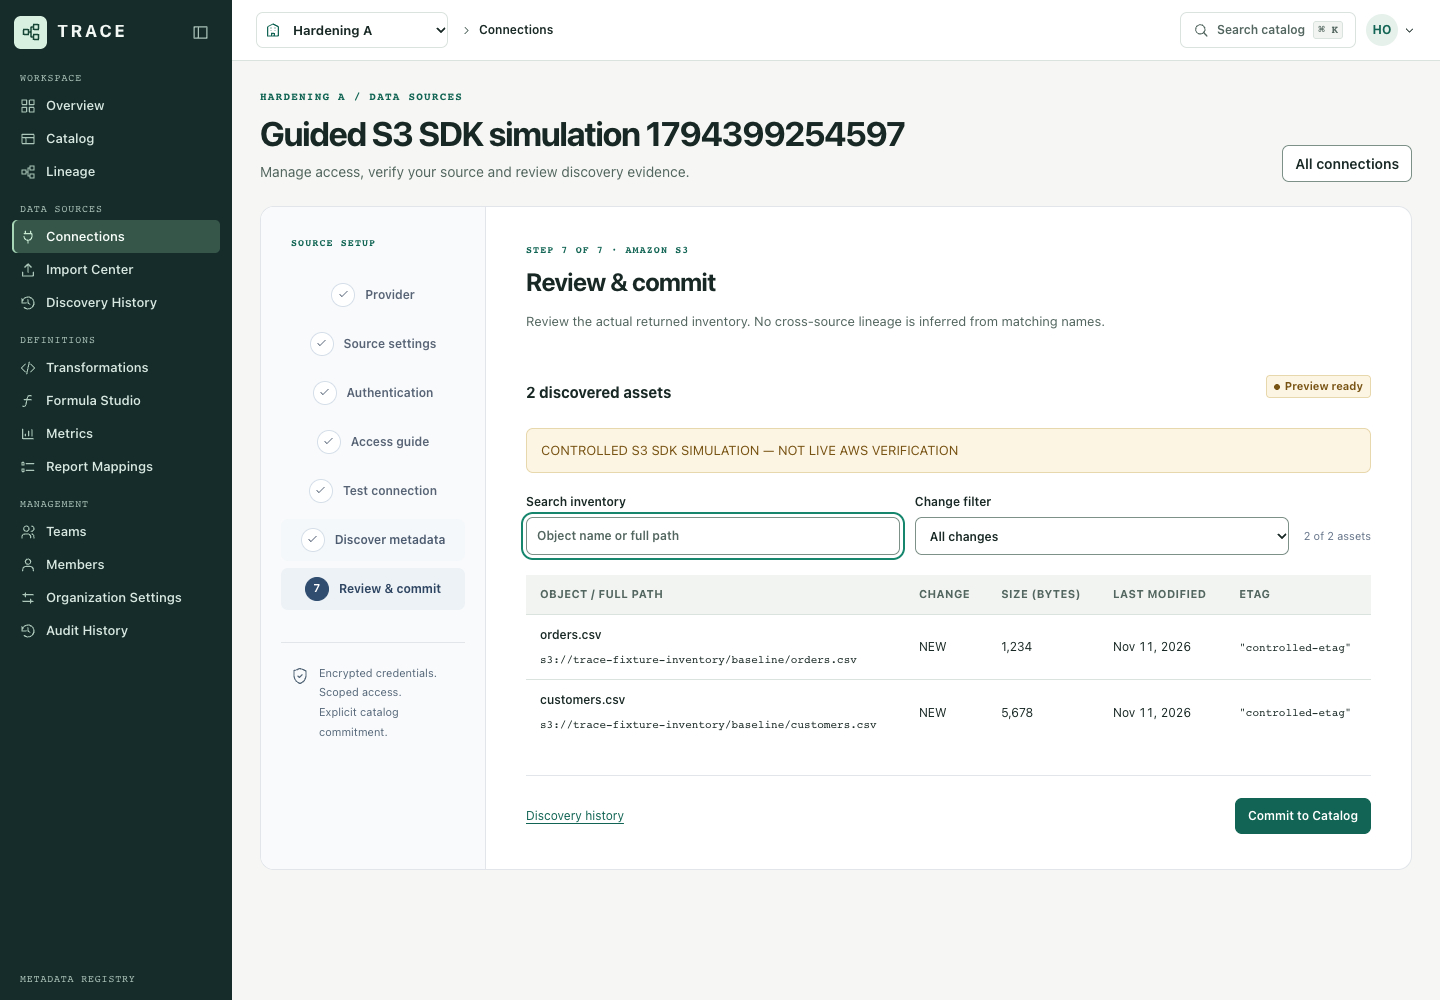 TRACE
WORKSPACE
Overview
Catalog
Lineage
DATA SOURCES
Connections
Import Center
Discovery History
DEFINITIONS
Transformations
Formula Studio
Metrics
Report Mappings
MANAGEMENT
Teams
Members
Organization Settings
Audit History
METADATA REGISTRY
Hardening A
Connections
Search catalog ⌘ K
HO
HARDENING A / DATA SOURCES
Guided S3 SDK simulation 1794399254597
Manage access, verify your source and review discovery evidence.
All connections
SOURCE SETUP
Provider
Source settings
Authentication
Access guide
Test connection
Discover metadata
7 Review & commit
Encrypted credentials.
Scoped access.
Explicit catalog
commitment.
STEP 7 OF 7 · AMAZON S3
Review & commit
Review the actual returned inventory. No cross-source lineage is inferred from matching names.
2 discovered assets
Preview ready
CONTROLLED S3 SDK SIMULATION — NOT LIVE AWS VERIFICATION
Search inventory
Object name or full path
Change filter
All changes
2 of 2 assets
OBJECT / FULL PATH CHANGE SIZE (BYTES) LAST MODIFIED ETAG
orders.csv
s3://trace-fixture-inventory/baseline/orders.csv NEW 1,234 Nov 11, 2026 "controlled-etag"
customers.csv
s3://trace-fixture-inventory/baseline/customers.csv NEW 5,678 Nov 11, 2026 "controlled-etag"
Discovery history
Commit to Catalog